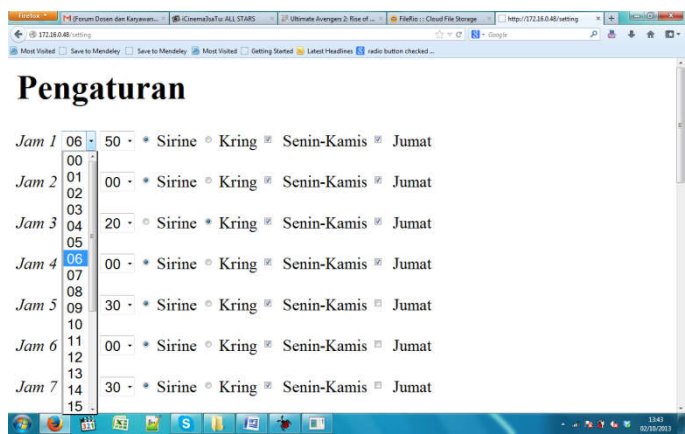 Firefox
(Forum Dosen dan Karyawan...
iCinema3saTu: ALL STARS
Ultimate Avengers 2: Rise of ...
FileRio ::: Cloud File Storage
http://172.16.0.48/setting
172.16.0.48/setting
Google
Most Visited Save to Mendeley Save to Mendeley Most Visited Getting Started Latest Headlines radio button checked ...
Pengaturan
Jam 1 06 50 Sirine Kring Senin-Kamis Jumat
00
01
Jam 2 00 Sirine Kring Senin-Kamis Jumat
02
03
Jam 3 04 20 Sirine Kring Senin-Kamis Jumat
05
Jam 4 06 00 Sirine Kring Senin-Kamis Jumat
07
08
Jam 5 09 30 Sirine Kring Senin-Kamis Jumat
10
Jam 6 11 00 Sirine Kring Senin-Kamis Jumat
12
13
Jam 7 14 30 Sirine Kring Senin-Kamis Jumat
15
13:43
02/10/2013